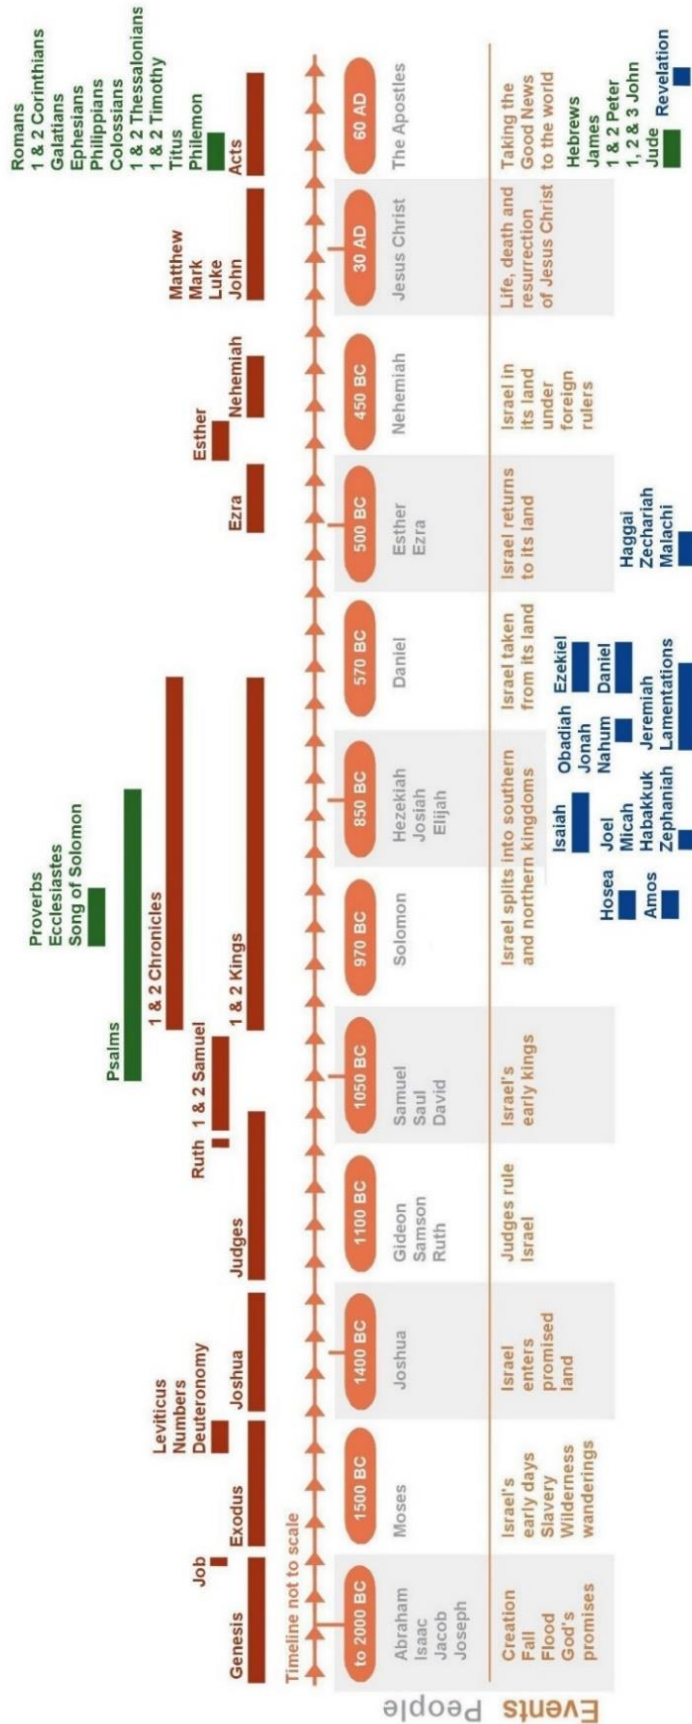 Genesis
Job
Exodus
Leviticus
Numbers
Deuteronomy
Joshua
Judges
Ruth
1 & 2 Samuel
Psalms
Proverbs
Ecclesiastes
Song of Solomon
1 & 2 Chronicles
1 & 2 Kings
Ezra
Esther
Nehemiah
Matthew
Mark
Luke
John
Romans
1 & 2 Corinthians
Galatians
Ephesians
Philippians
Colossians
1 & 2 Thessalonians
1 & 2 Timothy
Titus
Philemon
Acts
Timeline not to scale
to 2000 BC
1500 BC
1400 BC
1100 BC
1050 BC
970 BC
850 BC
570 BC
500 BC
450 BC
30 AD
60 AD
People
Abraham
Isaac
Jacob
Joseph
Moses
Joshua
Gideon
Samson
Ruth
Samuel
Saul
David
Solomon
Hezekiah
Josiah
Elijah
Daniel
Esther
Ezra
Nehemiah
Jesus Christ
The Apostles
Events
Creation
Fall
Flood
God's
promises
Israel's
early days
Slavery
Wilderness
wanderings
Israel
enters
promised
land
Judges rule
Israel
Israel's
early kings
Israel splits into southern
and northern kingdoms
Israel taken
from its land
Israel returns
to its land
Israel in
its land
under
foreign
rulers
Life, death and
resurrection
of Jesus Christ
Taking the
Good News
to the world
Hosea
Amos
Isaiah
Joel
Micah
Habakkuk
Zephaniah
Obadiah
Jonah
Nahum
Jeremiah
Lamentations
Ezekiel
Daniel
Haggai
Zechariah
Malachi
Hebrews
James
1 & 2 Peter
1, 2 & 3 John
Jude
Revelation